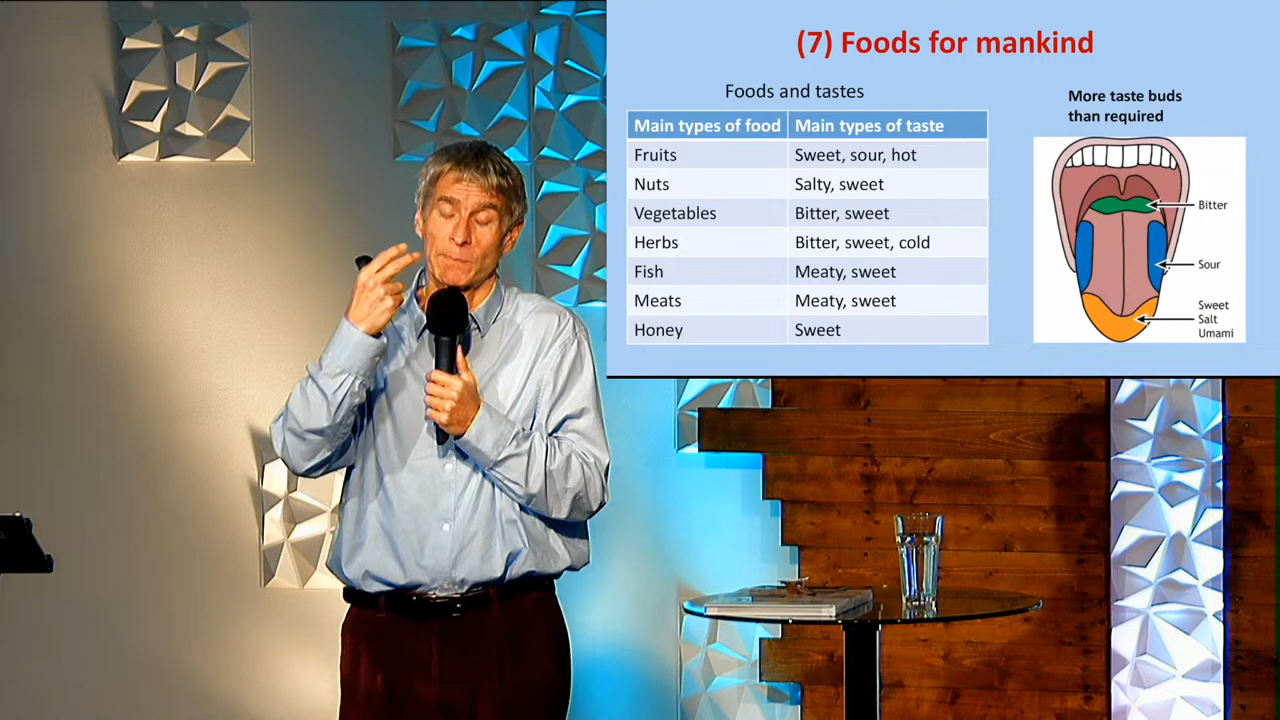 (7) Foods for mankind
Foods and tastes
Main types of food Main types of taste
Fruits Sweet, sour, hot
Nuts Salty, sweet
Vegetables Bitter, sweet
Herbs Bitter, sweet, cold
Fish Meaty, sweet
Meats Meaty, sweet
Honey Sweet
More taste buds
than required
Bitter
Sour
Sweet
Salt
Umami